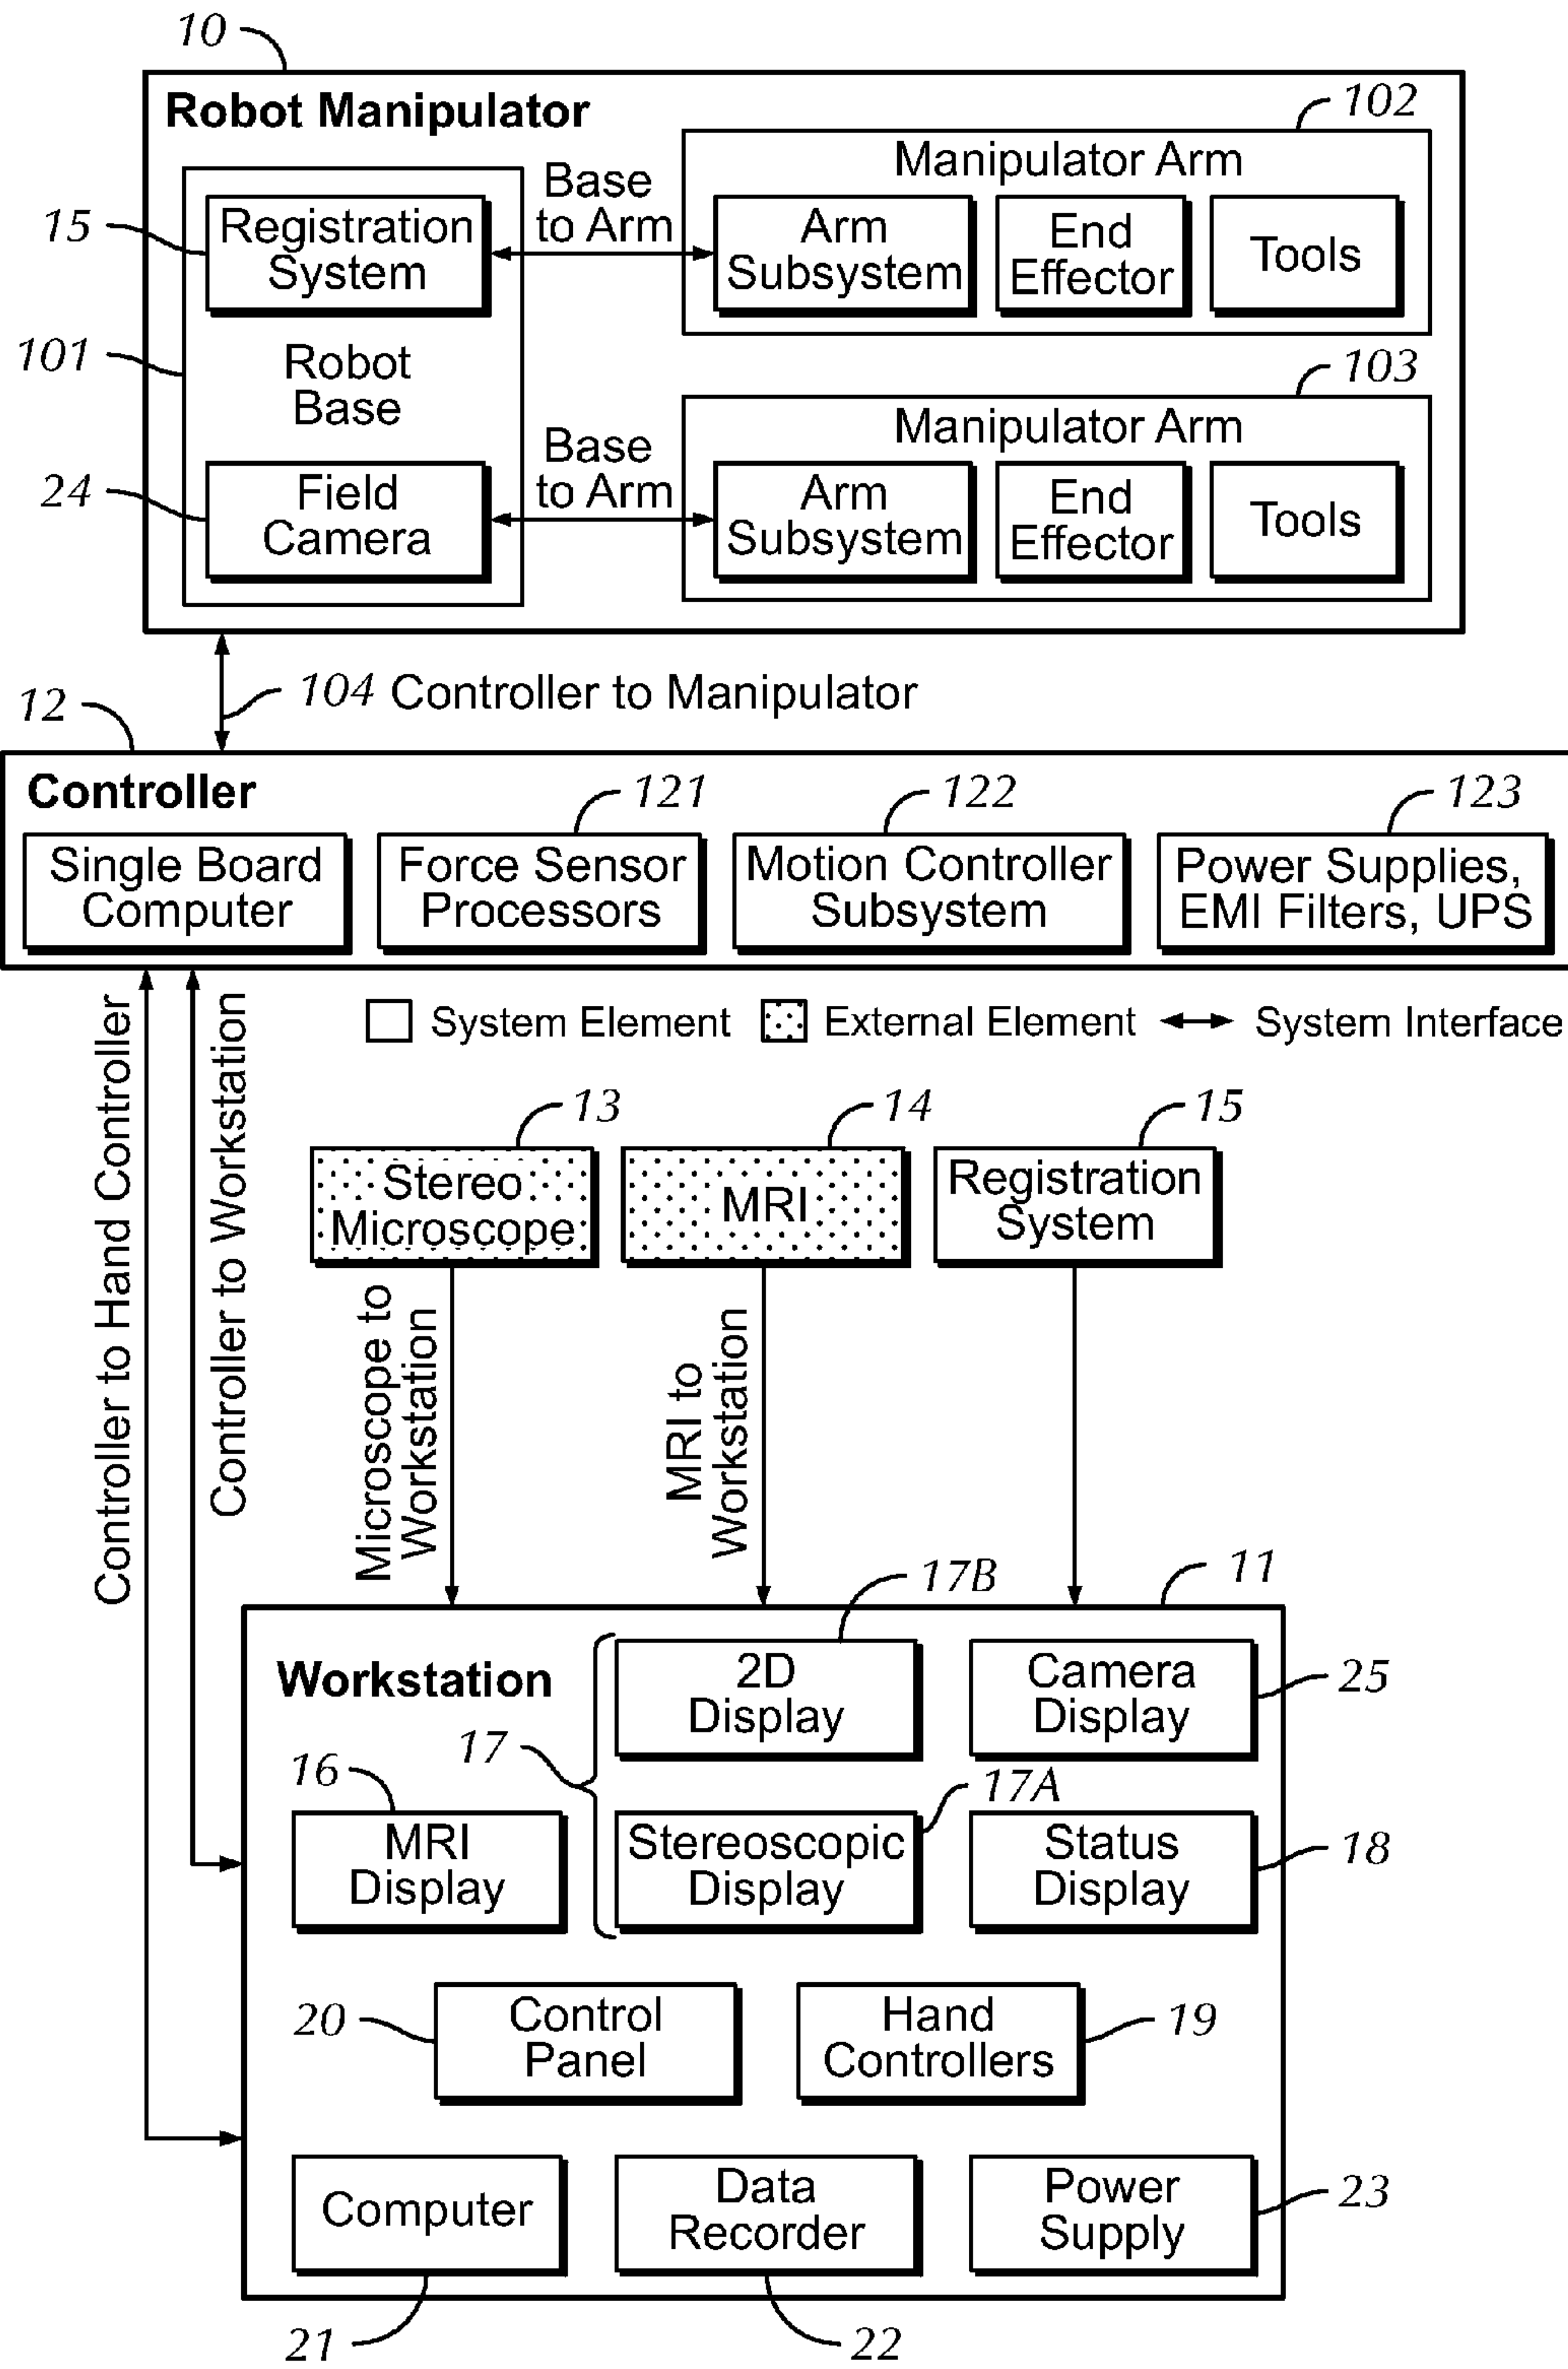 10
Robot Manipulator
102
Manipulator Arm
15
Registration
System
Base
to Arm
Arm
Subsystem
End
Effector
Tools
101
Robot
Base
103
Manipulator Arm
24
Field
Camera
Base
to Arm
Arm
Subsystem
End
Effector
Tools
104 Controller to Manipulator
12
Controller
121
122
123
Single Board
Computer
Force Sensor
Processors
Motion Controller
Subsystem
Power Supplies,
EMI Filters, UPS
System Element
External Element
System Interface
Controller to Hand Controller
Controller to Workstation
13
14
15
Stereo
Microscope
MRI
Registration
System
Microscope to
Workstation
MRI to
Workstation
17B
11
Workstation
2D
Display
Camera
Display
25
17
16
17A
MRI
Display
Stereoscopic
Display
Status
Display
18
20
Control
Panel
Hand
Controllers
19
Computer
Data
Recorder
Power
Supply
23
21
22